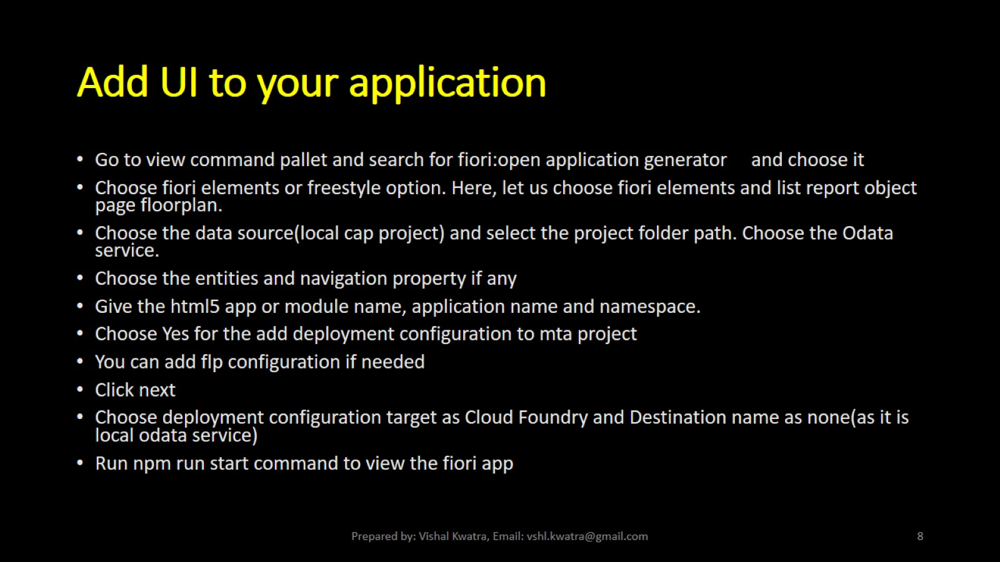 Add UI to your application
• Go to view command pallet and search for fiori:open application generator and choose it
• Choose fiori elements or freestyle option. Here, let us choose fiori elements and list report object
page floorplan.
• Choose the data source(local cap project) and select the project folder path. Choose the Odata
service.
• Choose the entities and navigation property if any
• Give the html5 app or module name, application name and namespace.
• Choose Yes for the add deployment configuration to mta project
• You can add flp configuration if needed
• Click next
• Choose deployment configuration target as Cloud Foundry and Destination name as none(as it is
local odata service)
• Run npm run start command to view the fiori app
Prepared by: Vishal Kwatra, Email: vshl.kwatra@gmail.com
8